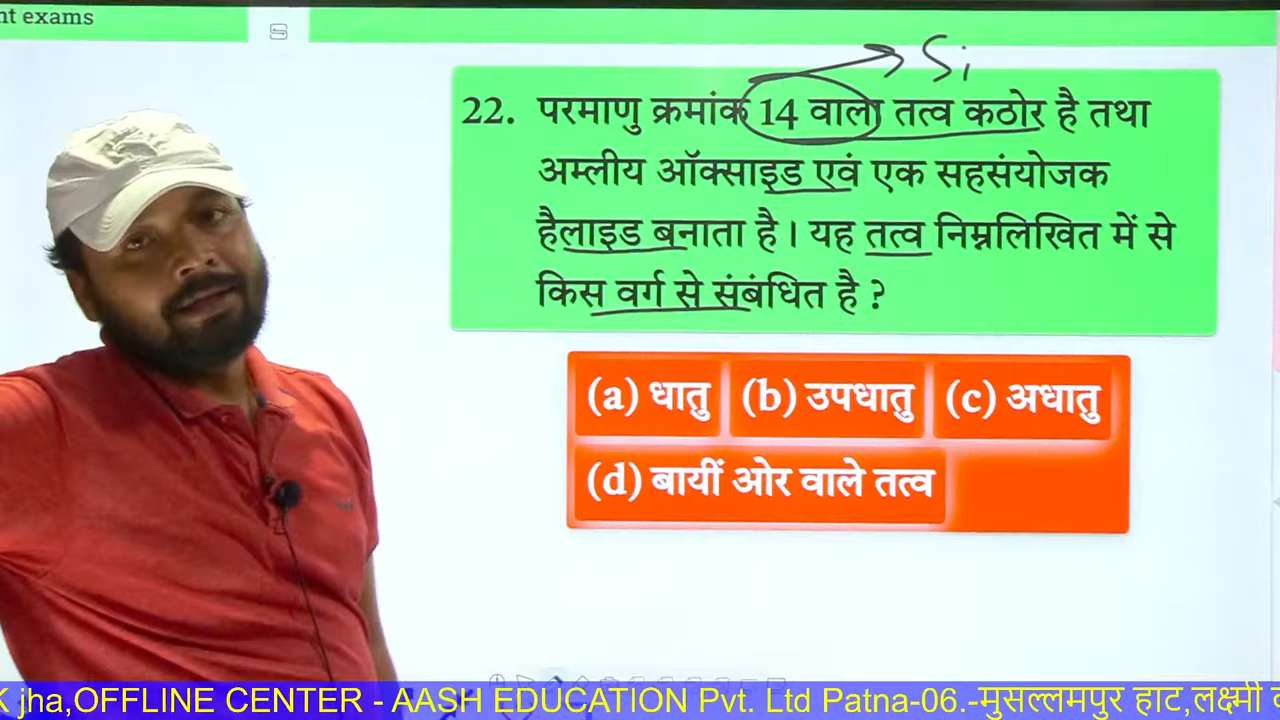 nt exams
Si
22. परमाणु क्रमांक 14 वाला तत्व कठोर है तथा
अम्लीय ऑक्साइड एवं एक सहसंयोजक
हैलाइड बनाता है। यह तत्व निम्नलिखित में से
किस वर्ग से संबंधित है ?
(a) धातु (b) उपधातु (c) अधातु
(d) बायीं ओर वाले तत्व
K jha,OFFLINE CENTER - AASH EDUCATION Pvt. Ltd Patna-06.-मुसल्लमपुर हाट,लक्ष्मी